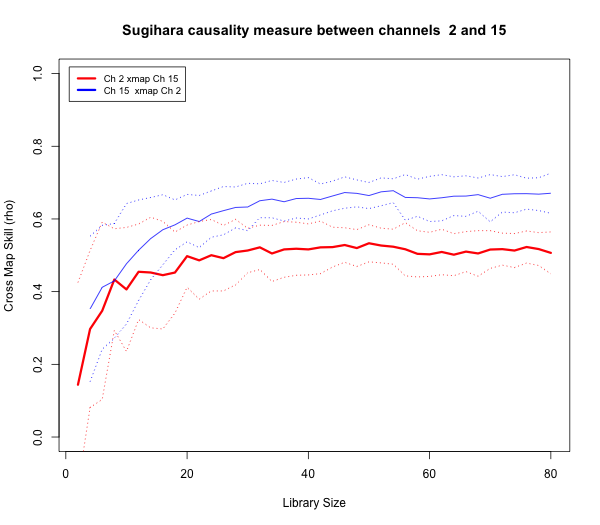 Sugihara causality measure between channels  2 and 15
Ch 2 xmap Ch 15
Ch 15  xmap Ch 2
Cross Map Skill (rho)
1.0
0.8
0.6
0.4
0.2
0.0
0 20 40 60 80
Library Size